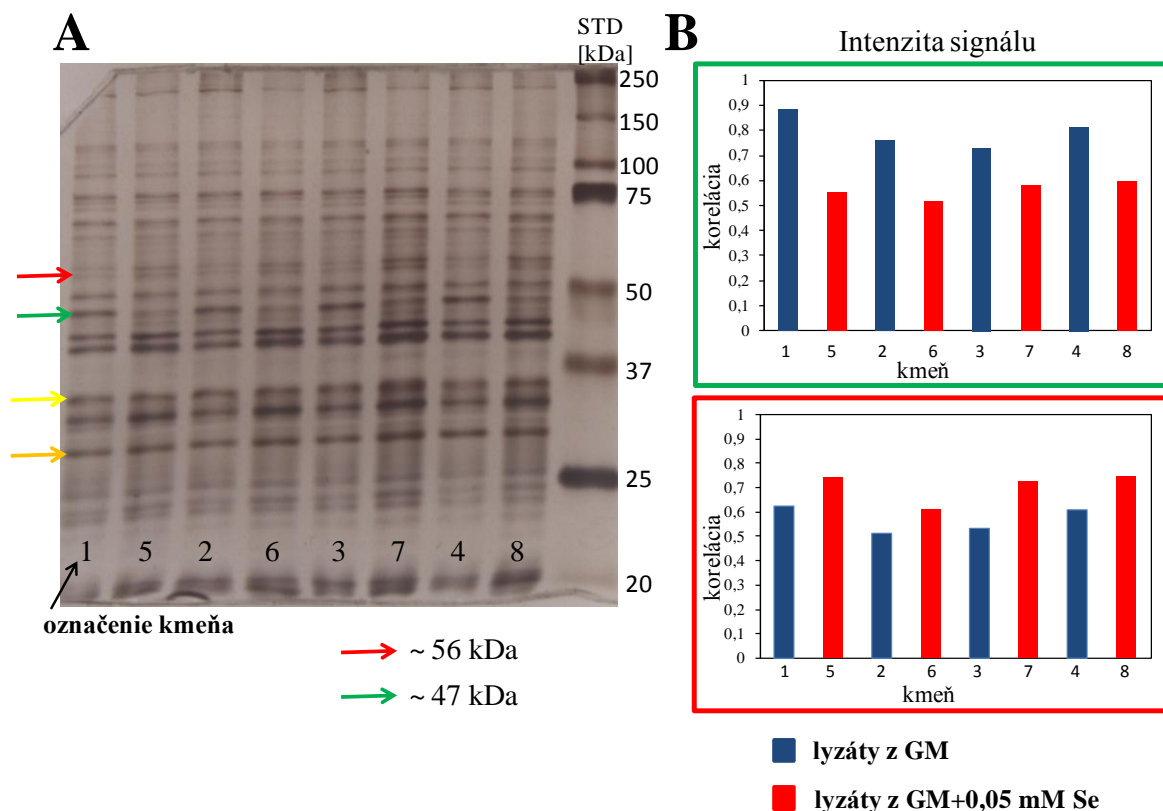 A
STD
[kDa]
250
150
100
75
50
37
25
20
1 5 2 6 3 7 4 8
označenie kmeňa
~ 56 kDa
~ 47 kDa
B
Intenzita signálu
korelácia
1
0,9
0,8
0,7
0,6
0,5
0,4
0,3
0,2
0,1
0
1 5 2 6 3 7 4 8
kmeň
korelácia
1
0,9
0,8
0,7
0,6
0,5
0,4
0,3
0,2
0,1
0
1 5 2 6 3 7 4 8
kmeň
lyzáty z GM
lyzáty z GM+0,05 mM Se